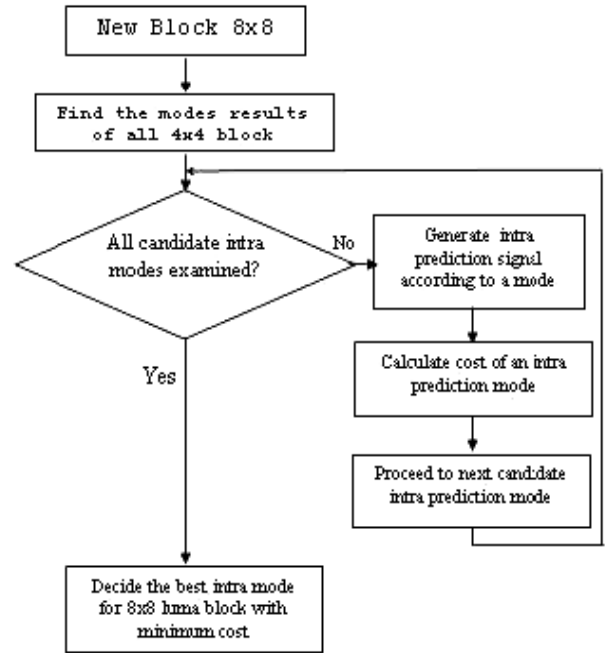 New Block 8x8
Find the modes results
of all 4x4 block
All candidate intra
modes examined?
No
Generate intra
prediction signal
according to a mode
Calculate cost of an intra
prediction mode
Proceed to next candidate
intra prediction mode
Yes
Decide the best intra mode
for 8x8 luma block with
minimum cost